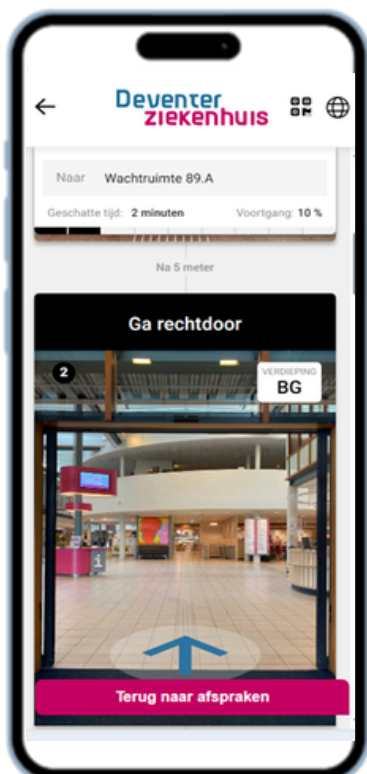 Deventer
ziekenhuis
Naar Wachtruimte 89.A
Geschatte tijd: 2 minuten Voortgang: 10 %
Na 5 meter
Ga rechtdoor
2
VERDIEPING
BG
i
Terug naar afspraken